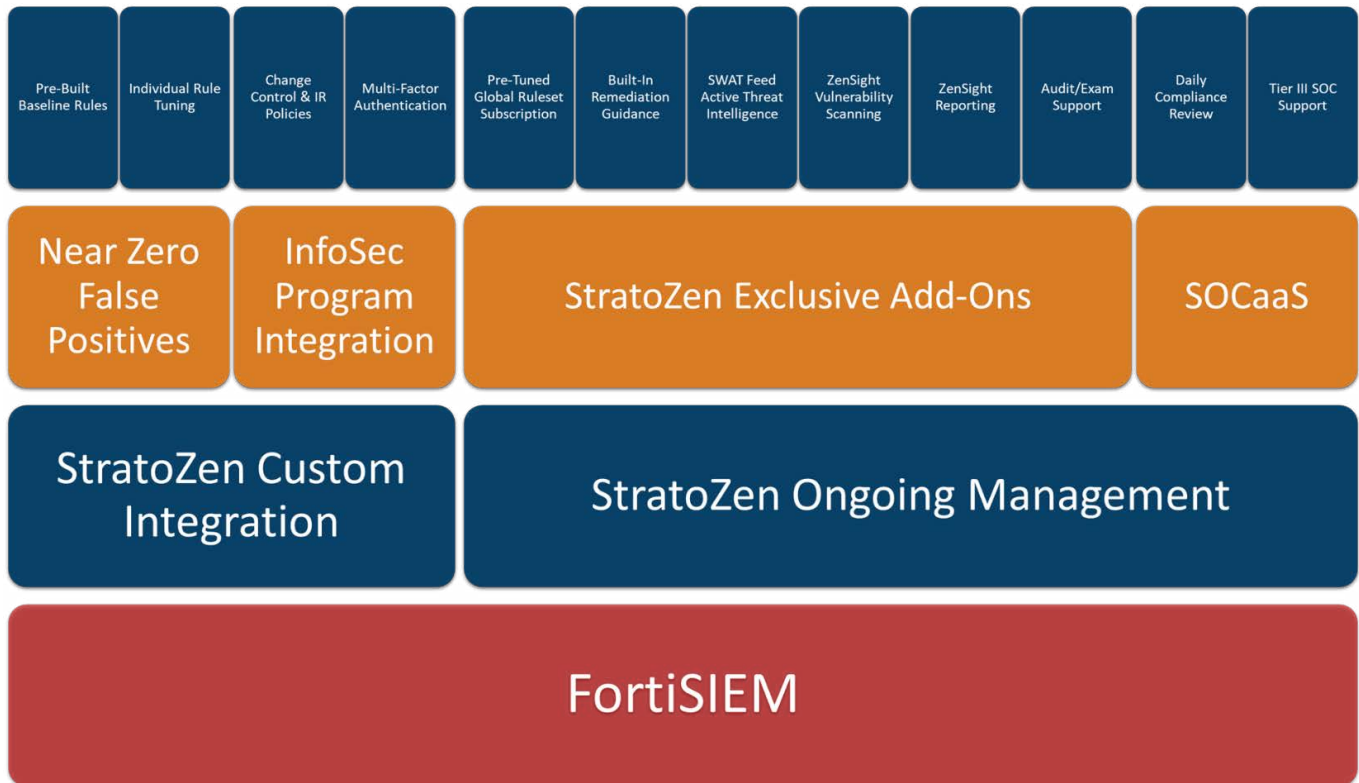 Pre-Built
Baseline Rules
Individual Rule
Tuning
Change
Control & IR
Policies
Multi-Factor
Authentication
Pre-Tuned
Global Ruleset
Subscription
Built-In
Remediation
Guidance
SWAT Feed
Active Threat
Intelligence
ZenSight
Vulnerability
Scanning
ZenSight
Reporting
Audit/Exam
Support
Daily
Compliance
Review
Tier III SOC
Support
Near Zero
False
Positives
InfoSec
Program
Integration
StratoZen Exclusive Add-Ons
SOCaaS
StratoZen Custom
Integration
StratoZen Ongoing Management
FortiSIEM